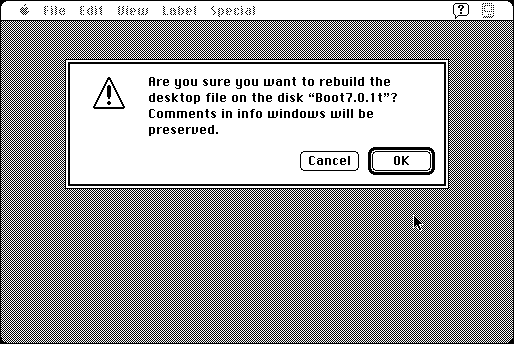 File Edit View Label Special
Are you sure you want to rebuild the
desktop file on the disk “Boot7.0.1t”?
Comments in info windows will be
preserved.
Cancel OK